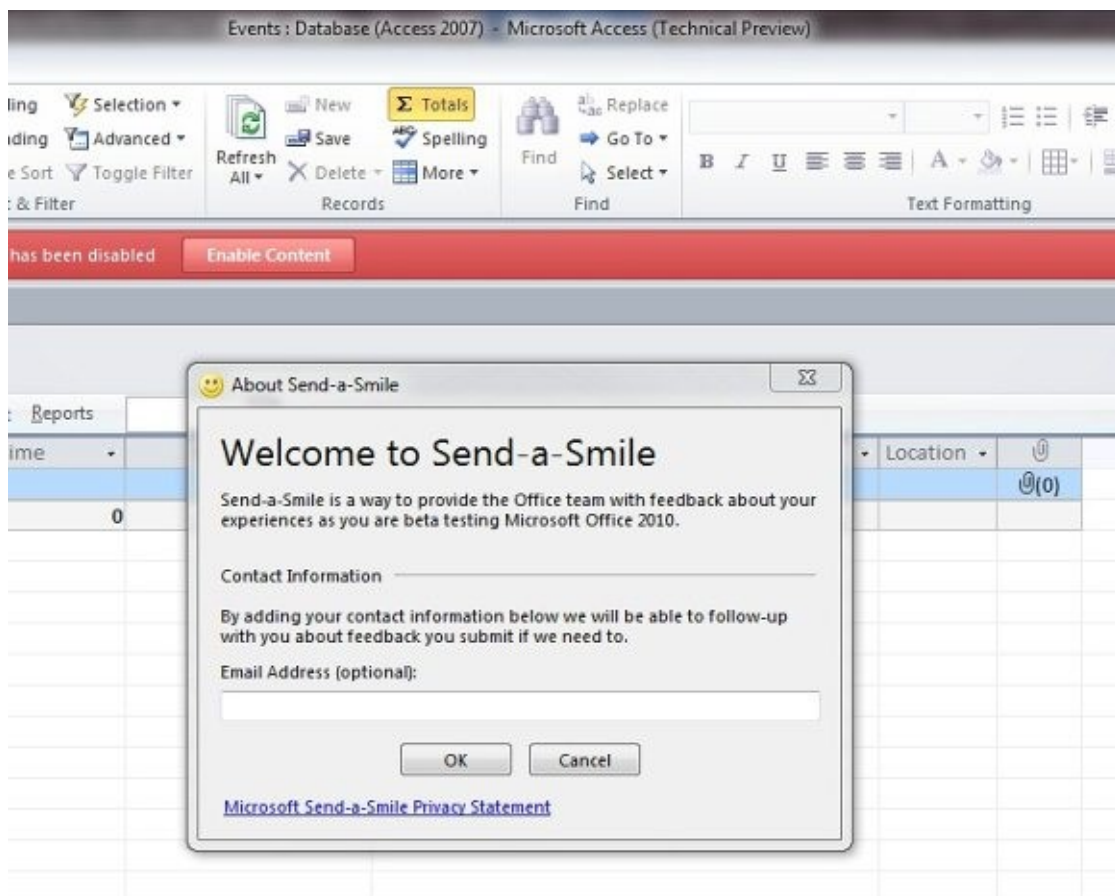 Events : Database (Access 2007) - Microsoft Access (Technical Preview)
Selection New Σ Totals Replace
Advanced Save Spelling Go To
Sort Toggle Filter Refresh All Delete More Find Select
& Filter Records Find Text Formatting
has been disabled Enable Content
About Send-a-Smile
Reports
Welcome to Send-a-Smile
Location
(0)
Send-a-Smile is a way to provide the Office team with feedback about your
experiences as you are beta testing Microsoft Office 2010.
0
Contact Information
By adding your contact information below we will be able to follow-up
with you about feedback you submit if we need to.
Email Address (optional):
OK Cancel
Microsoft Send-a-Smile Privacy Statement